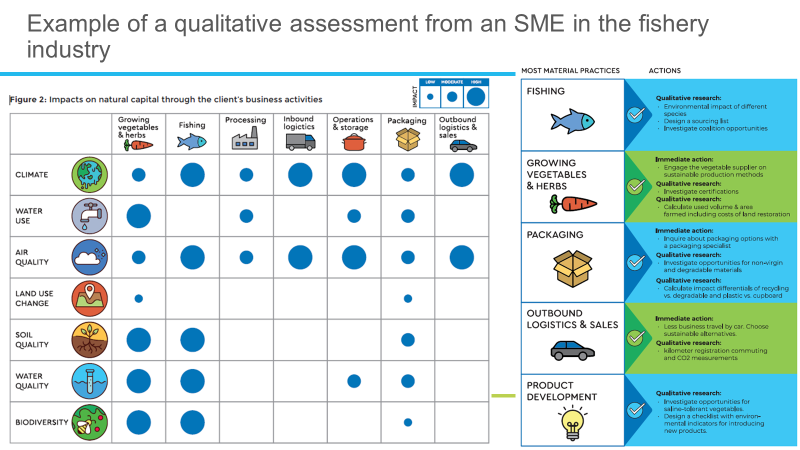 Example of a qualitative assessment from an SME in the fishery
industry
Figure 2: Impacts on natural capital through the client's business activities
IMPACT
LOW MODERATE HIGH
Growing
vegetables
& herbs
Fishing
Processing
Inbound
logistics
Operations
& storage
Packaging
Outbound
logistics &
sales
CLIMATE
WATER
USE
AIR
QUALITY
LAND USE
CHANGE
SOIL
QUALITY
WATER
QUALITY
BIODIVERSITY
MOST MATERIAL PRACTICES
ACTIONS
FISHING
Qualitative research:
· Environmental impact of different
species
· Design a sourcing list
· Investigate coalition opportunities
GROWING
VEGETABLES
& HERBS
Immediate action:
· Engage the vegetable supplier on
sustainable production methods
Qualitative research:
· Investigate certifications
Quantitative research:
· Calculate used volume & area
farmed including costs of land restoration
PACKAGING
Immediate action:
· Inquire about packaging options with
a packaging specialist
Qualitative research:
· Investigate opportunities for non-virgin
and degradable materials
Qualitative research:
· Calculate impact differentials of recycling
vs. degradable and plastic vs. cupboard
OUTBOUND
LOGISTICS & SALES
Immediate action:
· Less business travel by car. Choose
sustainable alternatives.
Qualitative research:
· kilometer registration commuting
and CO2 measurements
PRODUCT
DEVELOPMENT
Qualitative research:
· Investigate opportunities for
saline-tolerant vegetables.
· Design a checklist with environ-
mental indicators for introducing
new products.